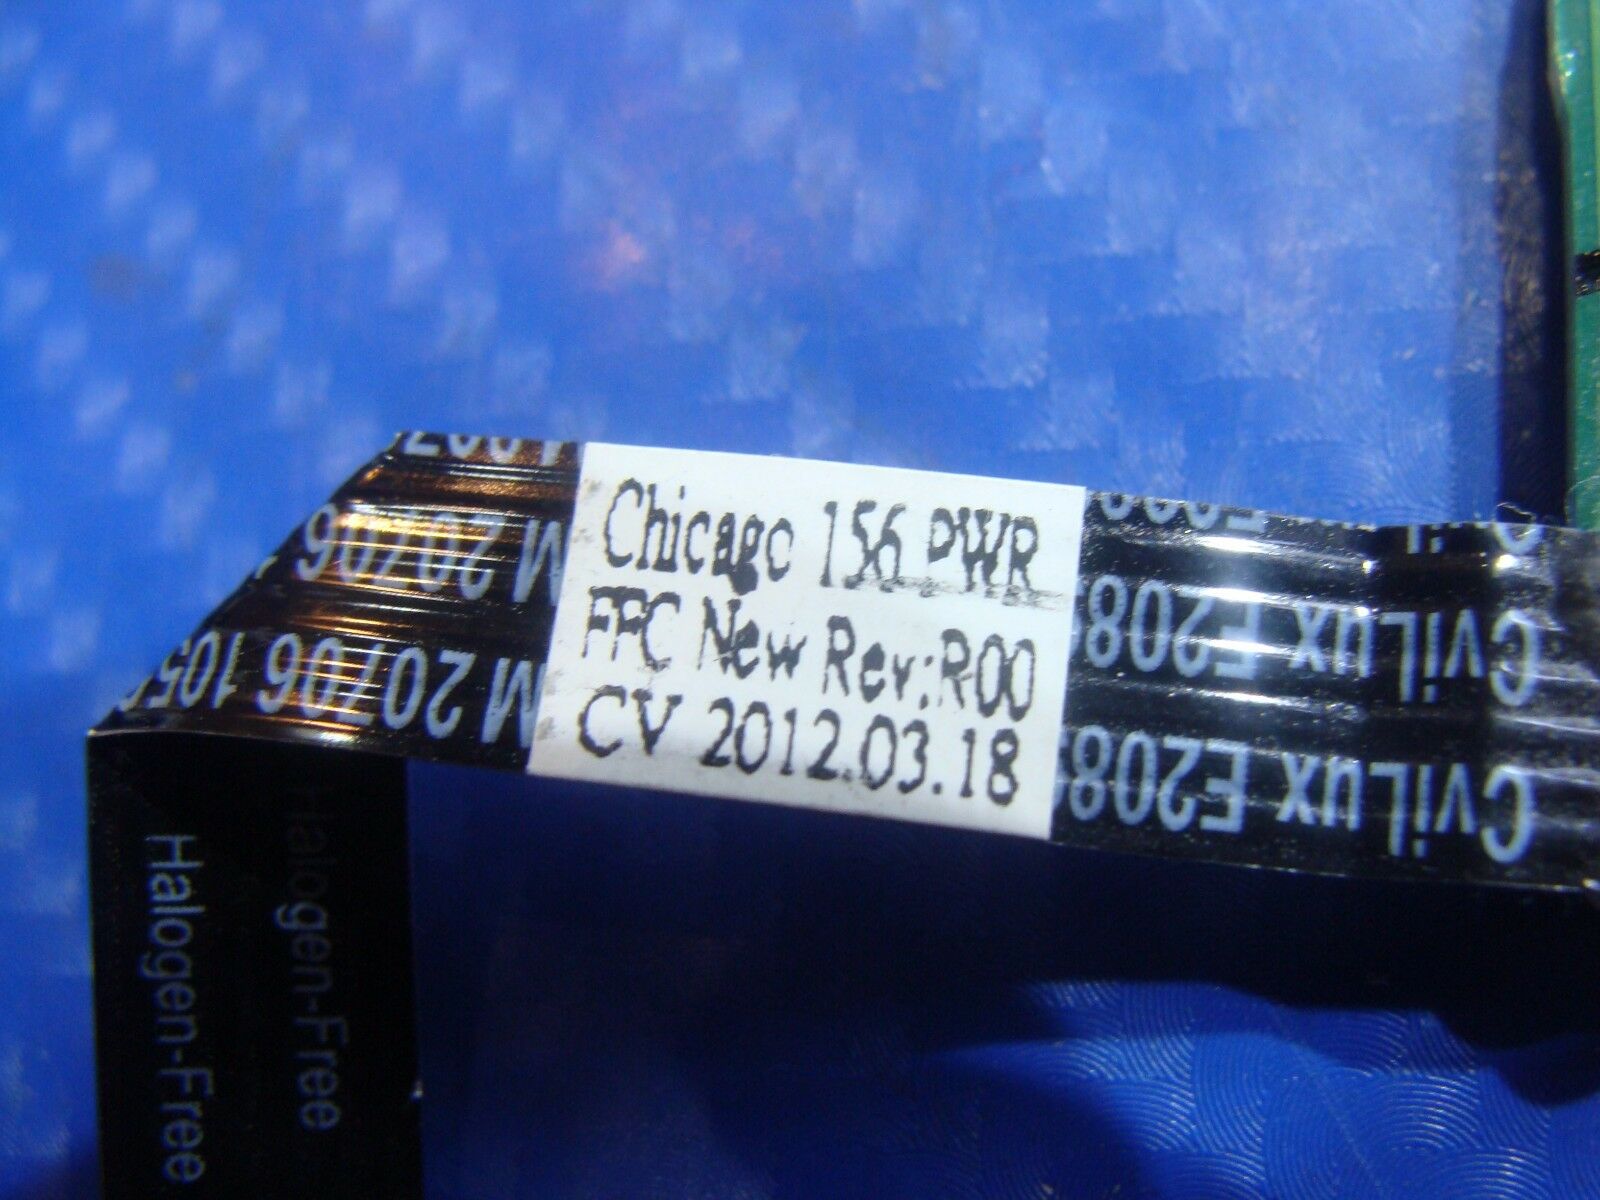 Chicago 156 PWR
FFC New Rev:R00
CV 2012.03.18
M 20706
M 20706 105
CviLux E208
CviLux E208
Halogen-Free
Halogen-Free